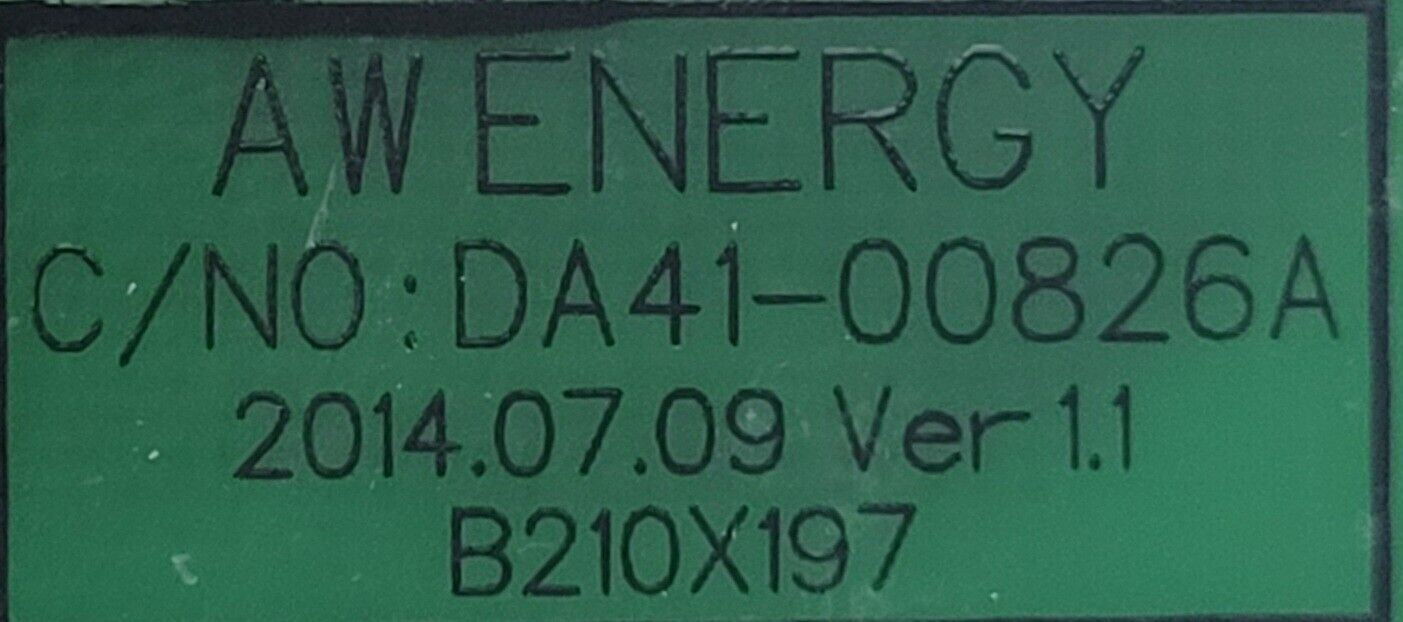 AW ENERGY
C/NO:DA41-00826A
2014.07.09 Ver 1.1
B210X197